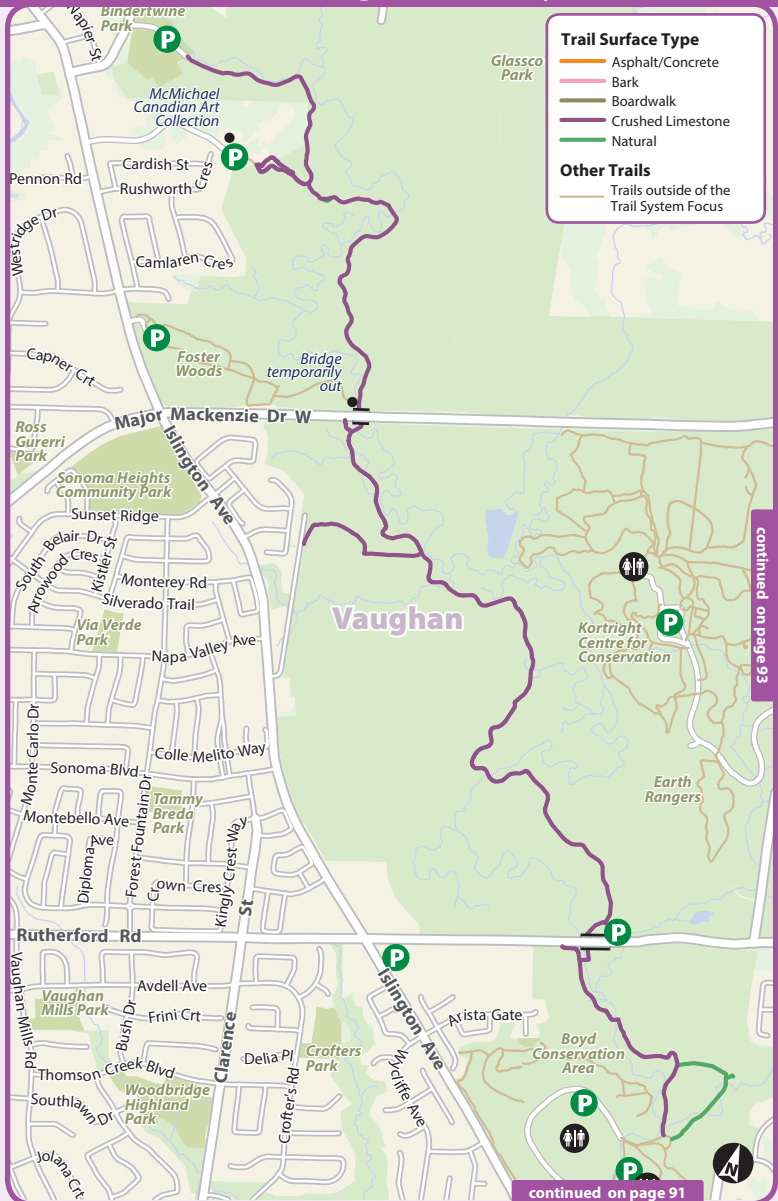 Napier St
Bindertwine
Park
P
Glassco
Park
Trail Surface Type
Asphalt/Concrete
Bark
Boardwalk
Crushed Limestone
Natural
Other Trails
Trails outside of the
Trail System Focus
McMichael
Canadian Art
Collection
P
Cardish St
Pennon Rd
Rushworth Cres
Westridge Dr
Camlaren Cres
P
Foster
Woods
Capner Crt
Bridge
temporarily
out
Major Mackenzie Dr W
Ross
Gurerri
Park
Islington Ave
Sonoma Heights
Community Park
Sunset Ridge
South Belair Dr
Arrowood Cres
Kistler St
Monterey Rd
Silverado Trail
Via Verde
Park
Napa Valley Ave
Vaughan
P
Kortright
Centre for
Conservation
continued on page 93
Monte Carlo Dr
Colle Melito Way
Sonoma Blvd
Forest Fountain Dr
Tammy
Breda
Park
Earth
Rangers
Montebello Ave
Diploma Ave
Crown Cres
Kingly Crest Way
Rutherford Rd
P
P
Vaughan Mills Rd
Clarence St
Islington Ave
Avdell Ave
Vaughan
Mills Park
Bush Dr
Frini Crt
Arista Gate
Thomson Creek Blvd
Delia Pl
Crofters
Park
Wycliffe Ave
Boyd
Conservation
Area
Woodbridge
Highland
Park
Southlawn Dr
Crofter's Rd
P
Jolana Crt
P
N
continued on page 91